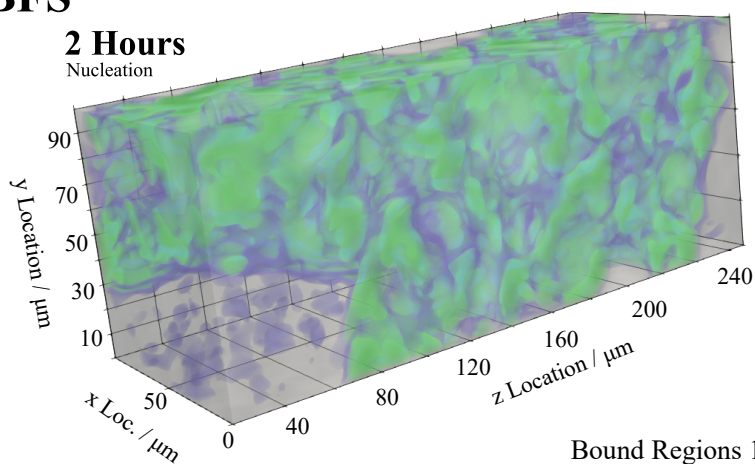 BFS
2 Hours
Nucleation
90
70
50
30
10
y Location / μm
50
x Loc. / μm
0
40
80
120
160
200
240
z Location / μm
Bound Regions